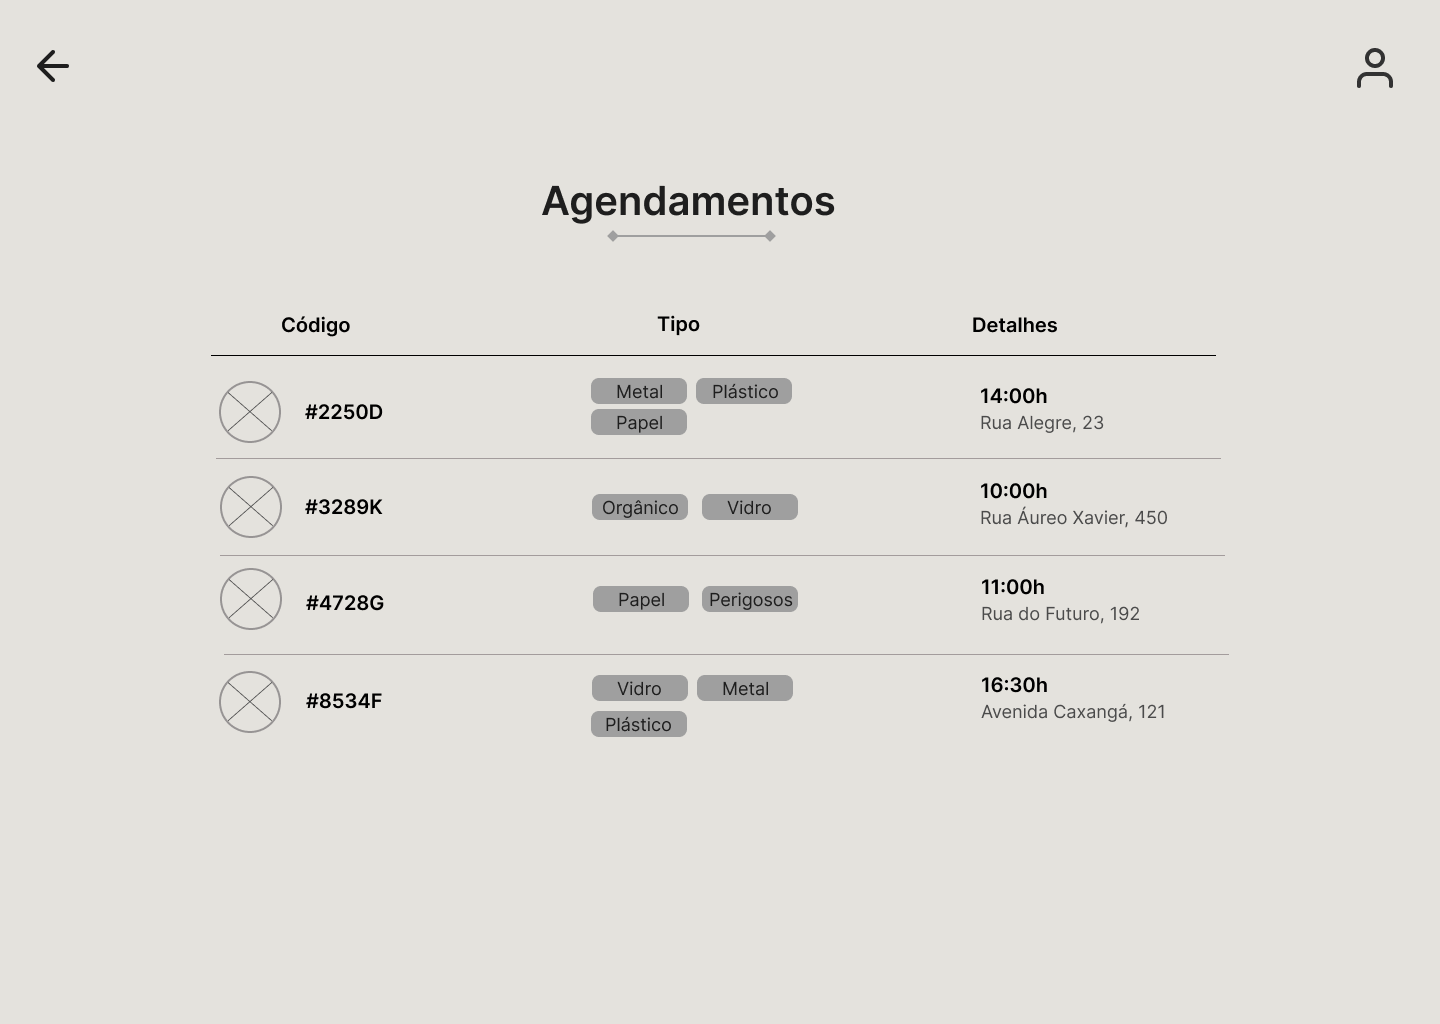 Agendamentos
Código Tipo Detalhes
#2250D
Metal Plástico
Papel
14:00h
Rua Alegre, 23
#3289K
Orgânico Vidro
10:00h
Rua Áureo Xavier, 450
#4728G
Papel Perigosos
11:00h
Rua do Futuro, 192
#8534F
Vidro Metal
Plástico
16:30h
Avenida Caxangá, 121